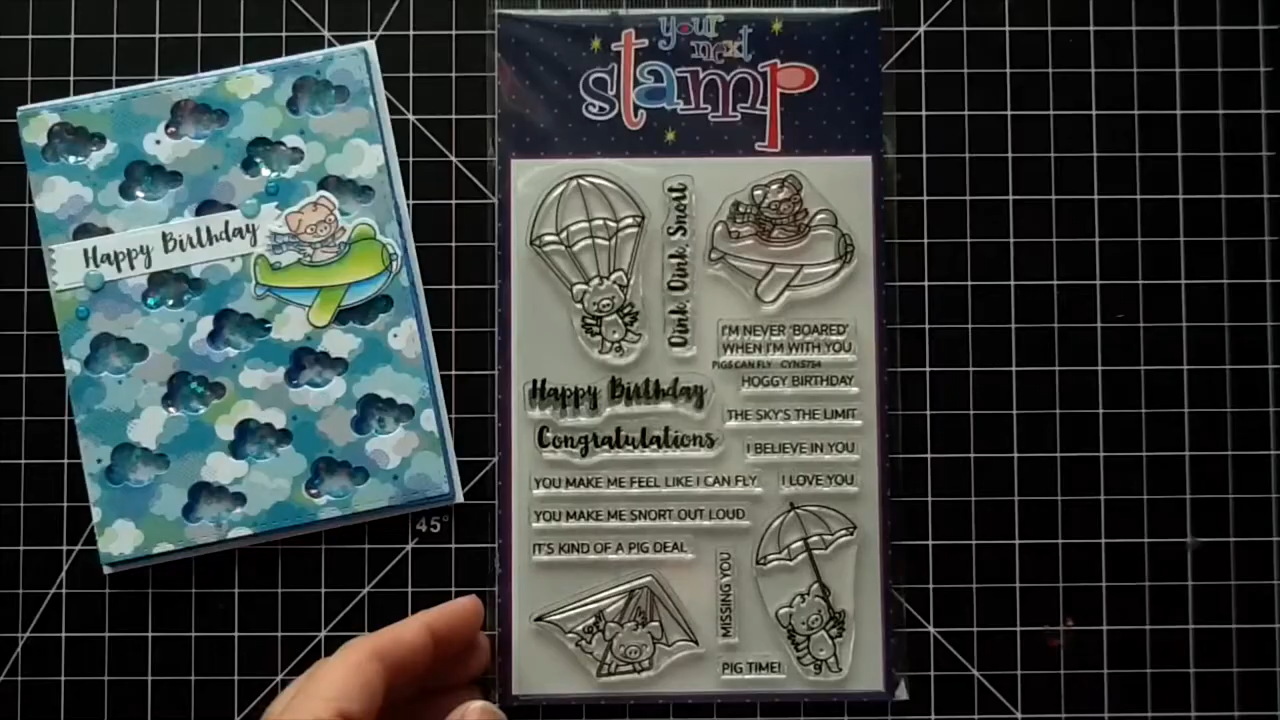 Happy Birthday
45°
your
next
stamp
Oink, Oink, Snort
I'M NEVER 'BOARED'
WHEN I'M WITH YOU
PIGS CAN FLY CYNS754
HOGGY BIRTHDAY
Happy Birthday
THE SKY'S THE LIMIT
Congratulations
I BELIEVE IN YOU
YOU MAKE ME FEEL LIKE I CAN FLY
I LOVE YOU
YOU MAKE ME SNORT OUT LOUD
IT'S KIND OF A PIG DEAL
MISSING YOU
PIG TIME!